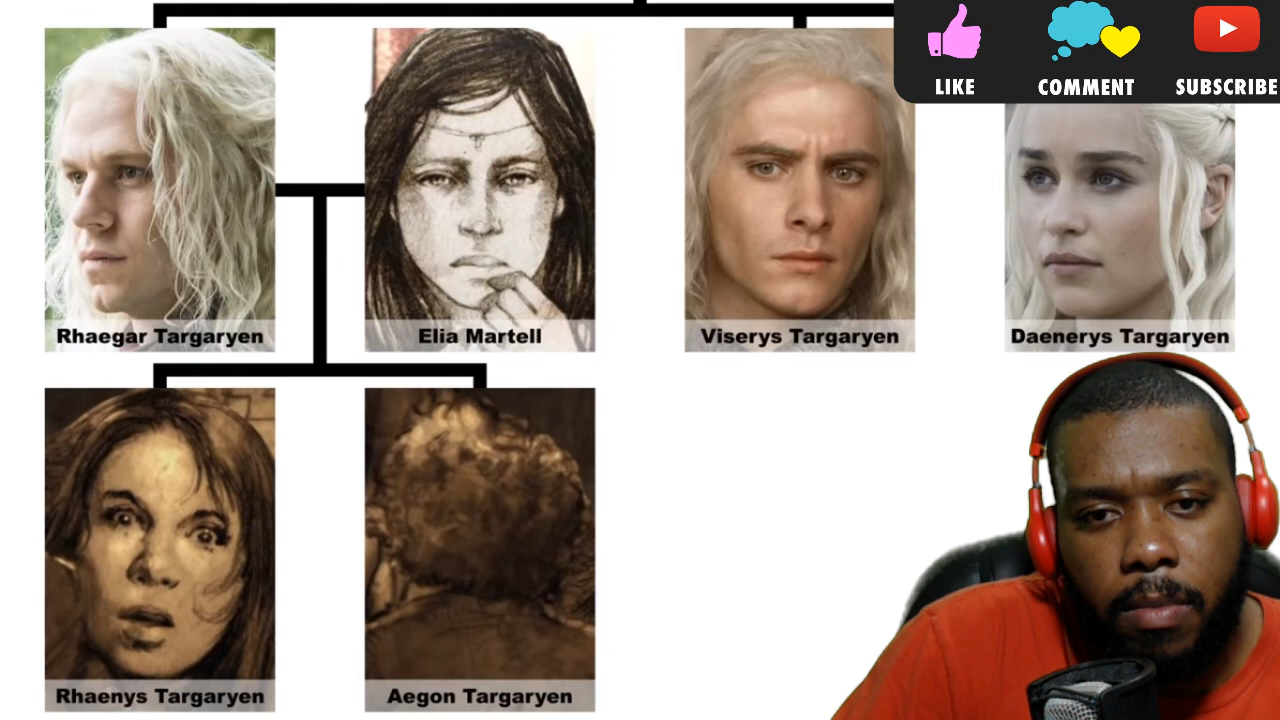 LIKE
COMMENT
SUBSCRIBE
Rhaegar Targaryen
Elia Martell
Viserys Targaryen
Daenerys Targaryen
Rhaenys Targaryen
Aegon Targaryen